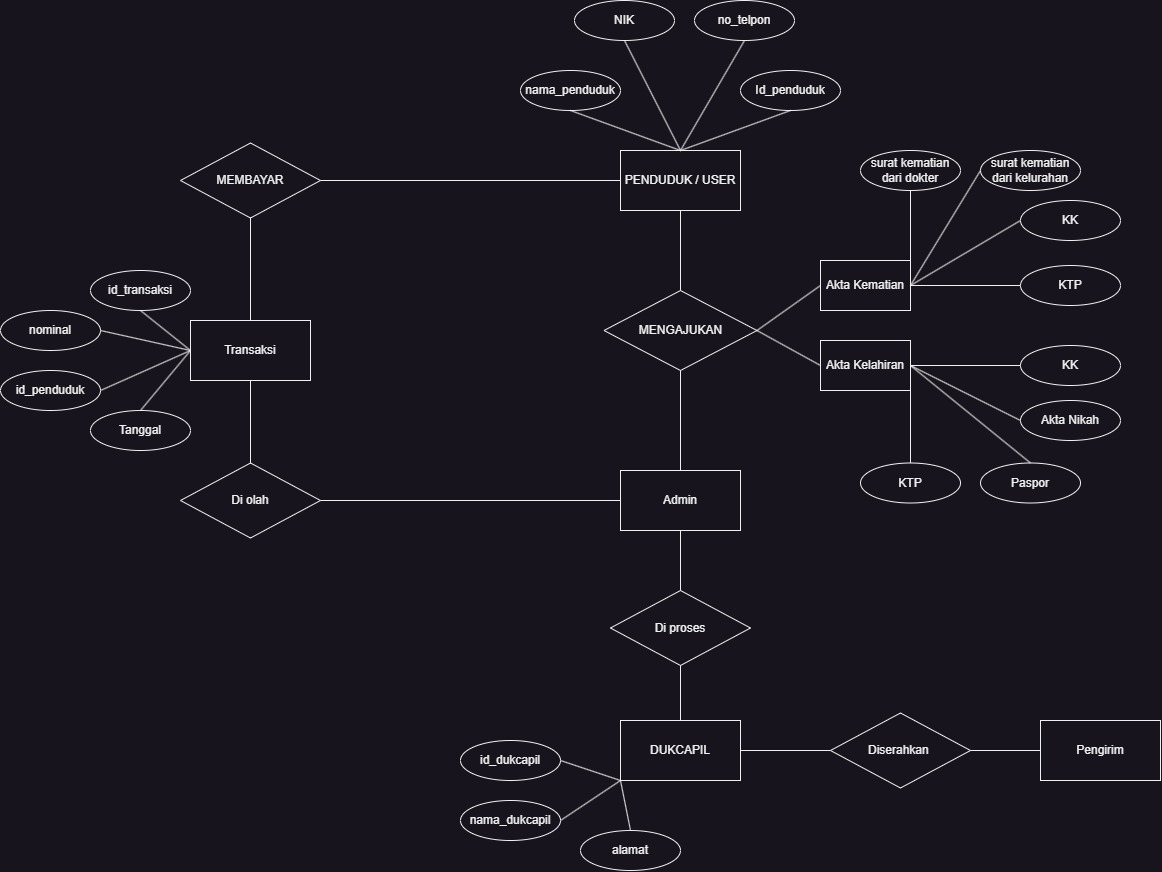 NIK
no_telpon
nama_penduduk
Id_penduduk
MEMBAYAR
PENDUDUK / USER
surat kematian
dari dokter
surat kematian
dari kelurahan
KK
id_transaksi
Akta Kematian
KTP
nominal
Transaksi
MENGAJUKAN
id_penduduk
Akta Kelahiran
KK
Tanggal
Akta Nikah
KTP
Paspor
Di olah
Admin
Di proses
id_dukcapil
DUKCAPIL
Diserahkan
Pengirim
nama_dukcapil
alamat